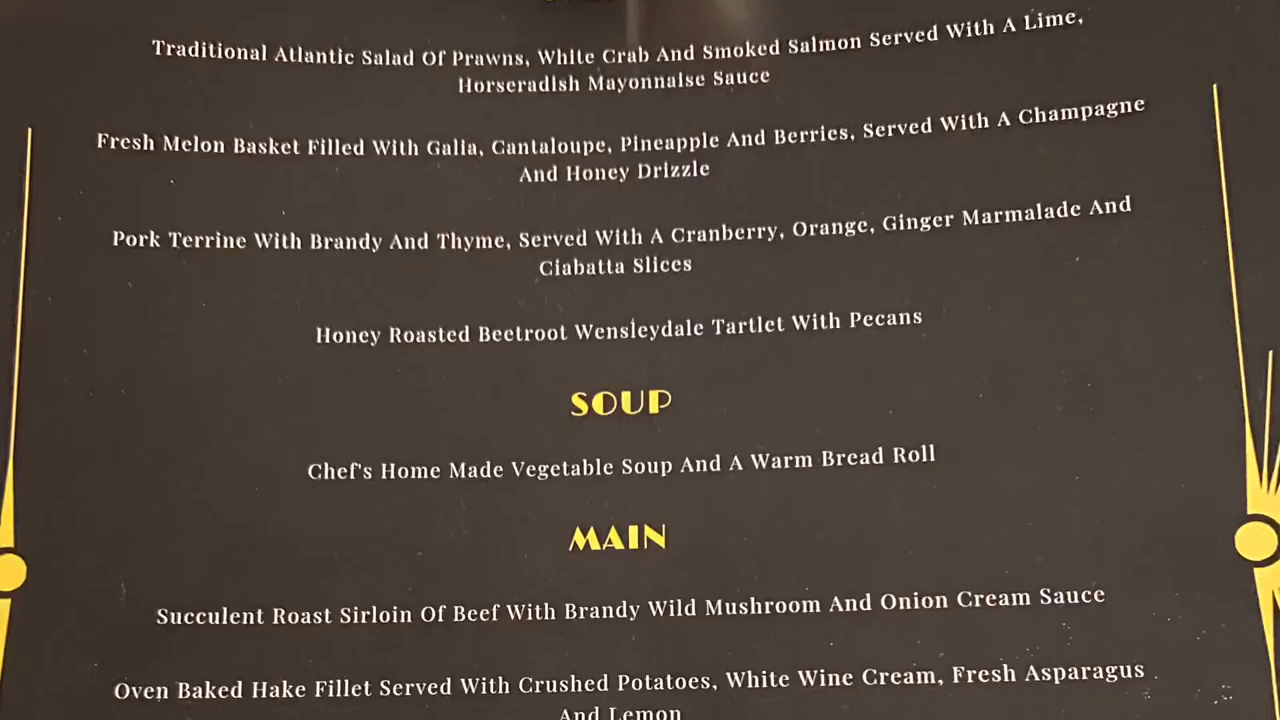 Traditional Atlantic Salad Of Prawns, White Crab And Smoked Salmon Served With A Lime,
Horseradish Mayonnaise Sauce
Fresh Melon Basket Filled With Galia, Cantaloupe, Pineapple And Berries, Served With A Champagne
And Honey Drizzle
Pork Terrine With Brandy And Thyme, Served With A Cranberry, Orange, Ginger Marmalade And
Ciabatta Slices
Honey Roasted Beetroot Wensleydale Tartlet With Pecans
SOUP
Chef's Home Made Vegetable Soup And A Warm Bread Roll
MAIN
Succulent Roast Sirloin Of Beef With Brandy Wild Mushroom And Onion Cream Sauce
Oven Baked Hake Fillet Served With Crushed Potatoes, White Wine Cream, Fresh Asparagus
And Lemon